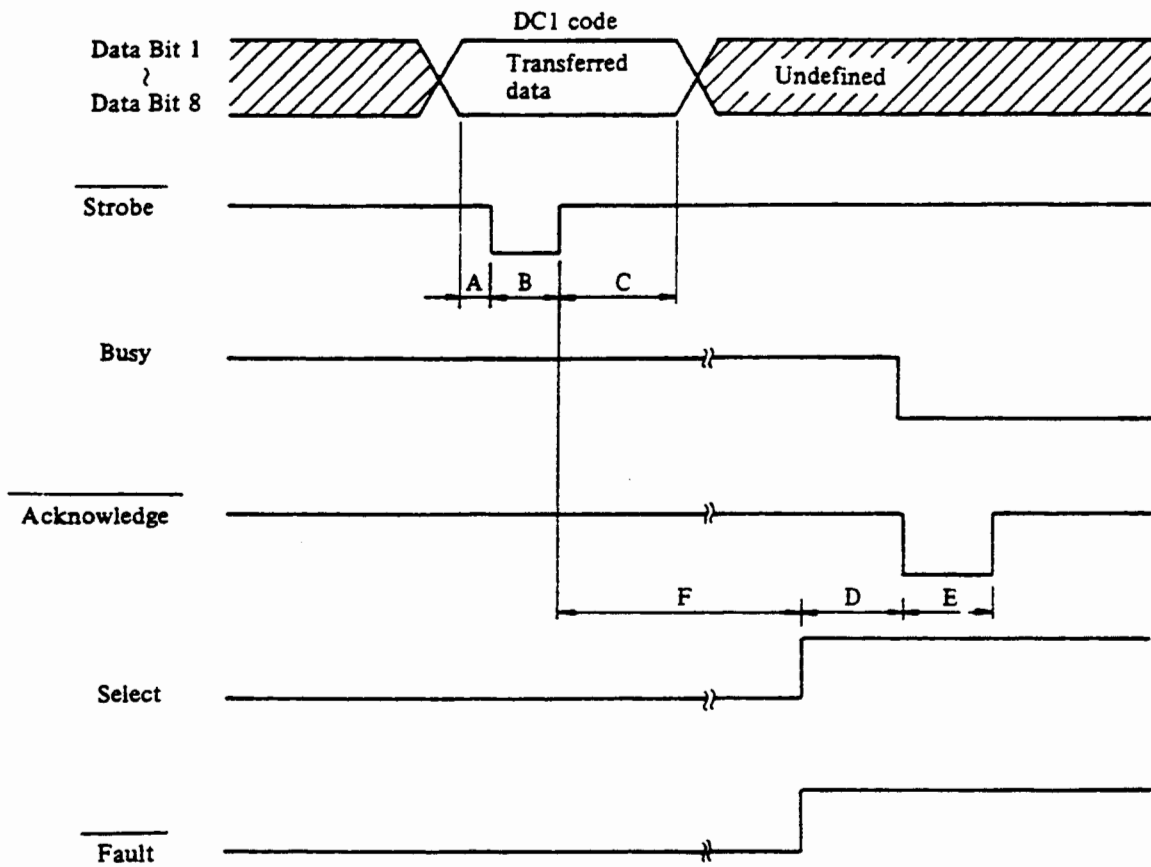 DC1 code
Data Bit 1
≀
Data Bit 8
Transferred
data
Undefined
Strobe
A B C
Busy
Acknowledge
F D E
Select
Fault